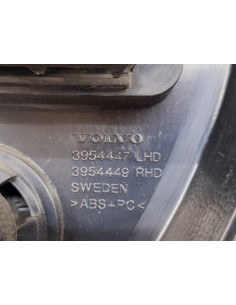 VOLVO
3954447 LHD
3954449 RHD
SWEDEN
>ABS+PC<